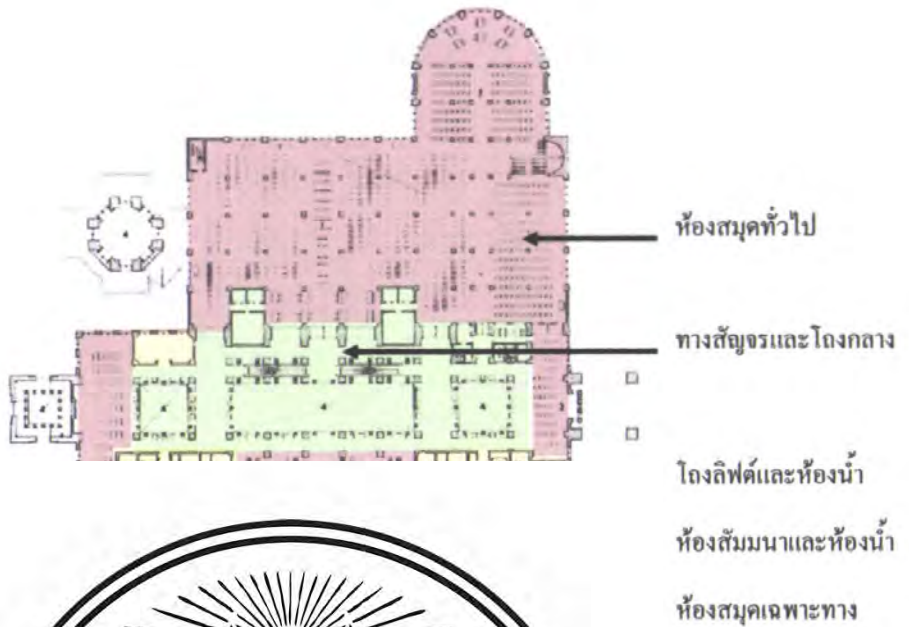 ห้องสมุดทั่วไป
ทางสัญจรและโถงกลาง
โถงลิฟต์และห้องน้ำ
ห้องสัมมนาและห้องน้ำ
ห้องสมุดเฉพาะทาง